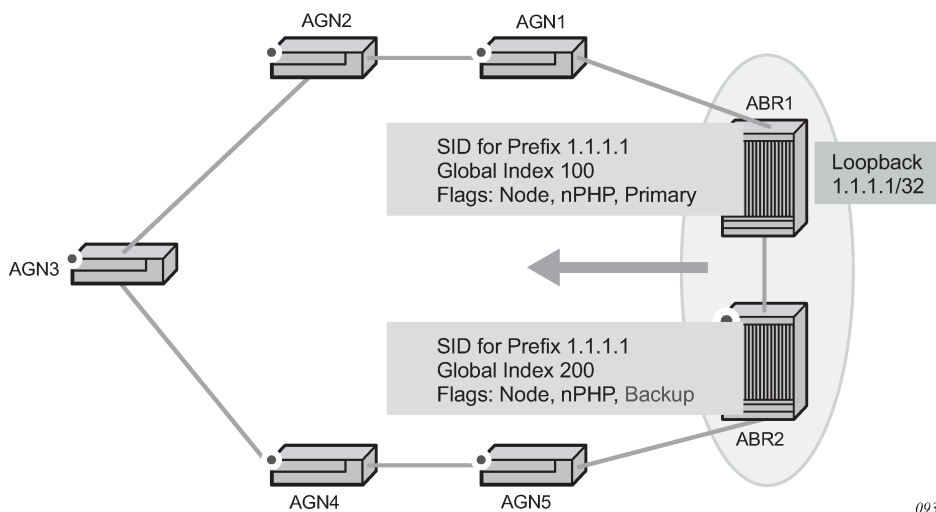 AGN2
AGN1
ABR1
SID for Prefix 1.1.1.1
Global Index 100
Flags: Node, nPHP, Primary
Loopback
1.1.1.1/32
AGN3
SID for Prefix 1.1.1.1
Global Index 200
Flags: Node, nPHP, Backup
ABR2
AGN4
AGN5
093